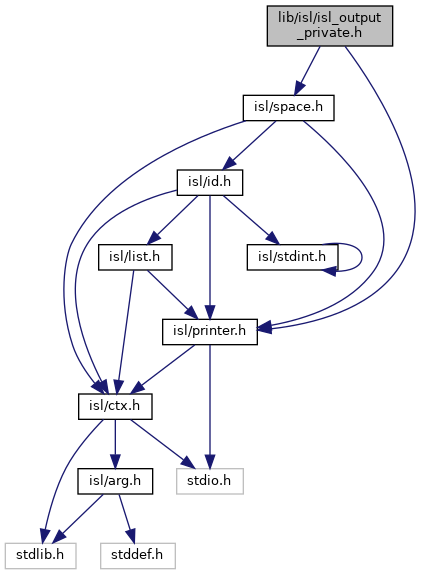 lib/isl/isl_output
_private.h
isl/space.h
isl/id.h
isl/list.h
isl/stdint.h
isl/printer.h
isl/ctx.h
isl/arg.h
stdio.h
stdlib.h
stddef.h